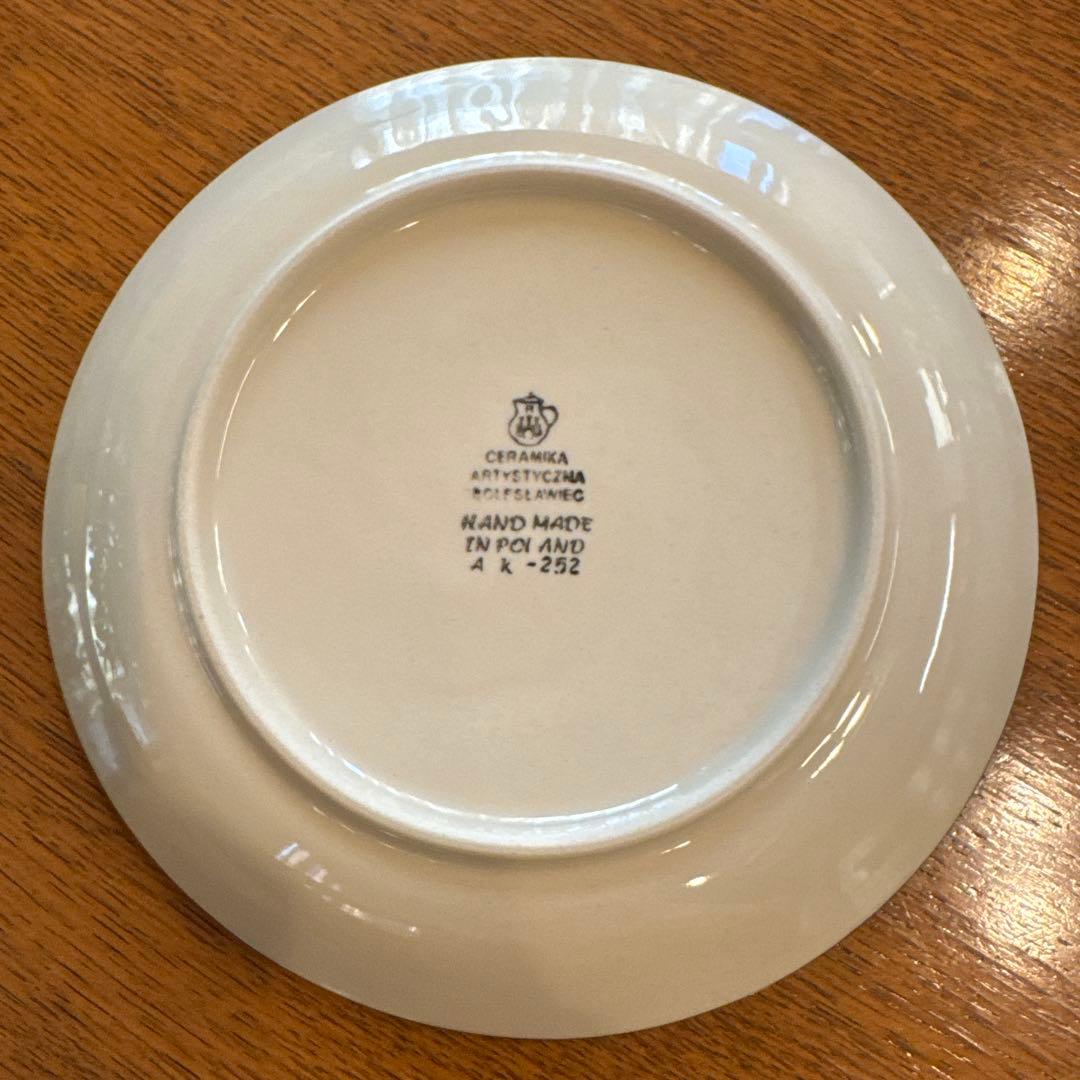 CERAMIKA
ARTYSTYCZNA
BOLESŁAWIEC
HAND MADE
IN POLAND
A K -252